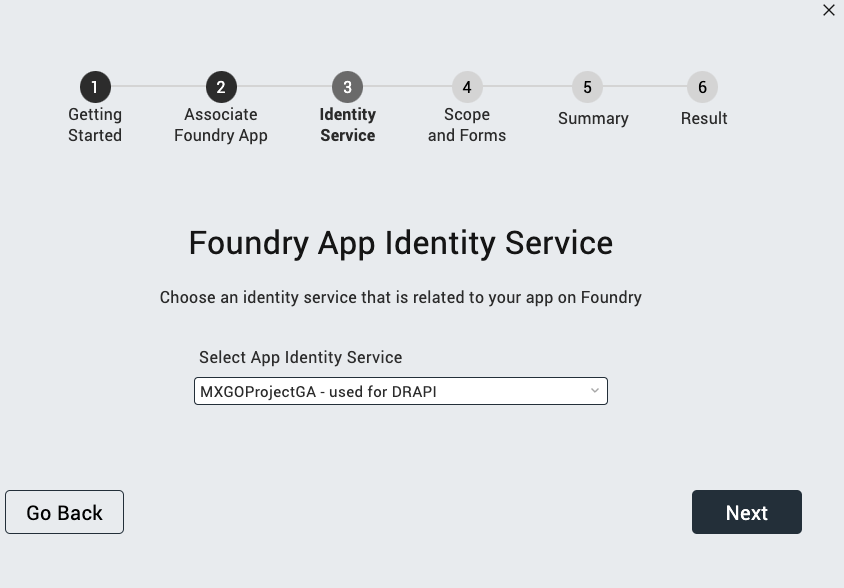 1 2 3 4 5 6
Getting Associate Identity Scope Summary Result
Started Foundry App Service and Forms
Foundry App Identity Service
Choose an identity service that is related to your app on Foundry
Select App Identity Service
MXGOProjectGA - used for DRAPI
Go Back Next